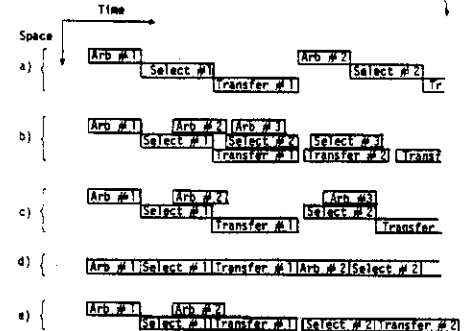 Time
Space
a) { Arb #1 Arb #2
Select #1 Select #2
Transfer #1 Tr
b) { Arb #1 Arb #2 Arb #3
Select #1 Select #2 Select #3
Transfer #1 Transfer #2 Transf
c) { Arb #1 Arb #2 Arb #3
Select #1 Select #2
Transfer #1 Transfer
d) { Arb #1 Select #1 Transfer #1 Arb #2 Select #2
e) { Arb #1 Arb #2
Select #1 Transfer #1 Select #2 Transfer #2